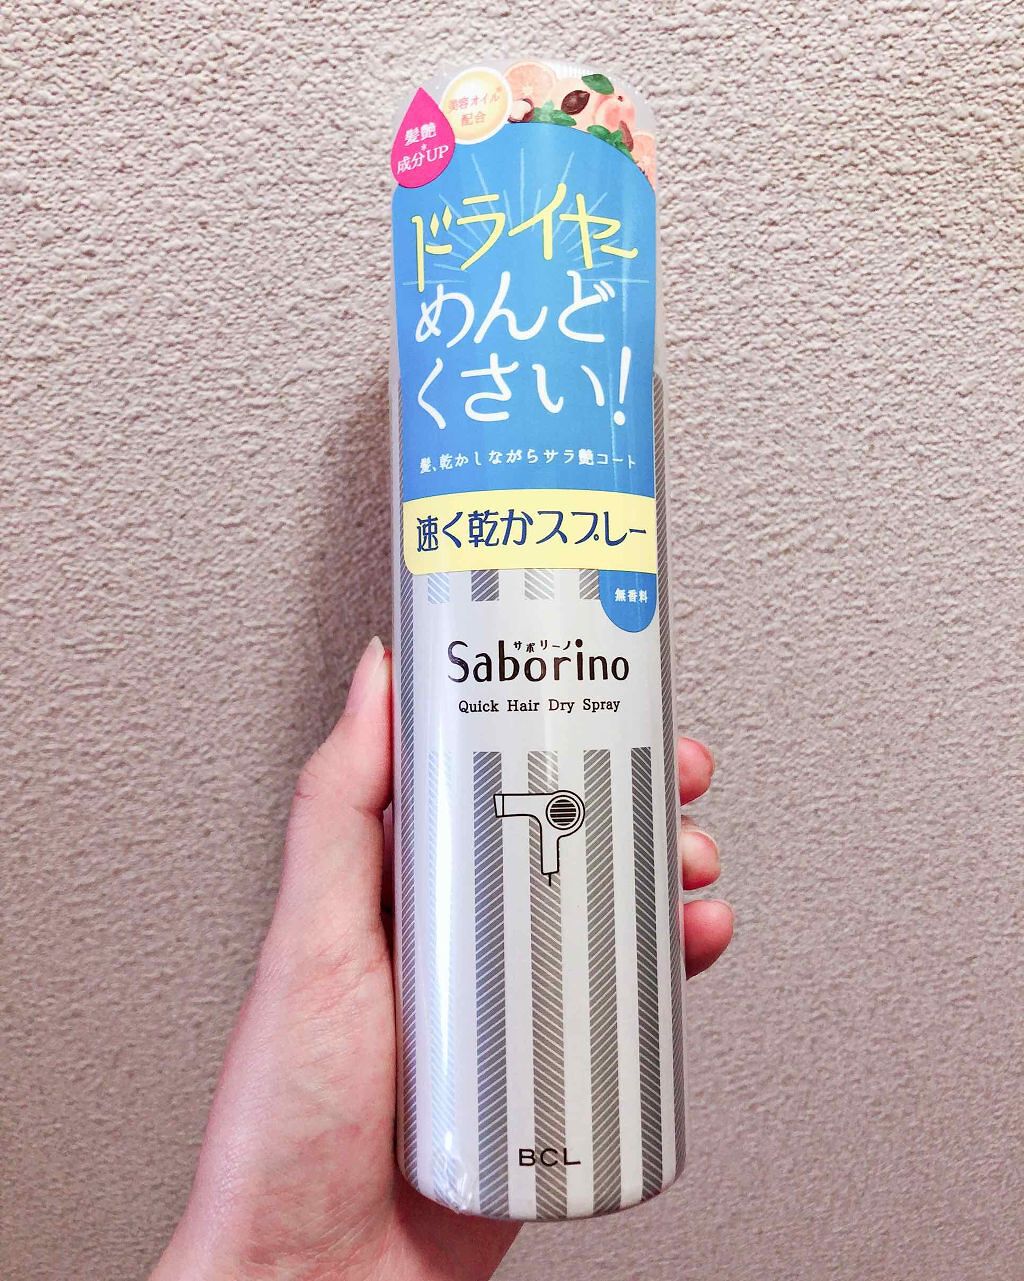 美容オイル*
配合
髪艶*
成分UP
ドライヤー
めんど
くさい!
髪、乾かしながらサラ艶コート
速く乾かスプレー
無香料
サボリーノ
Saborino
Quick Hair Dry Spray
BCL